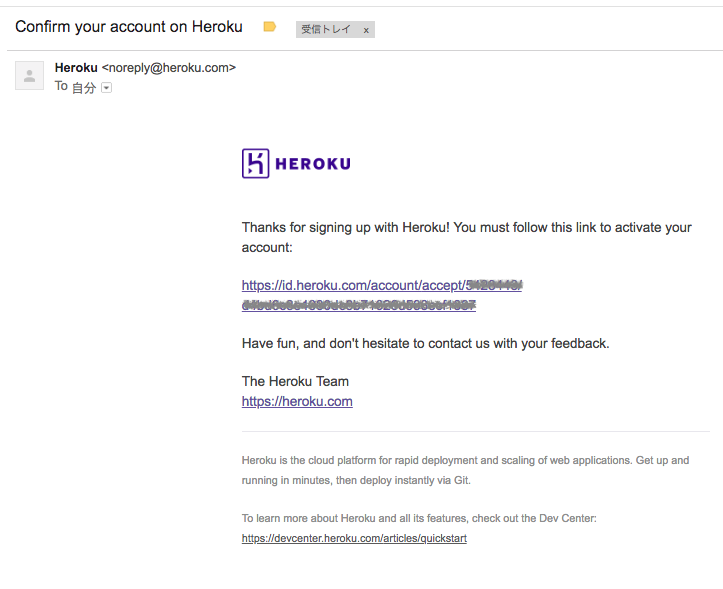 Confirm your account on Heroku
受信トレイ x
Heroku <noreply@heroku.com>
To 自分
HEROKU
Thanks for signing up with Heroku! You must follow this link to activate your
account:
https://id.heroku.com/account/accept/
Have fun, and don't hesitate to contact us with your feedback.
The Heroku Team
https://heroku.com
Heroku is the cloud platform for rapid deployment and scaling of web applications. Get up and
running in minutes, then deploy instantly via Git.
To learn more about Heroku and all its features, check out the Dev Center:
https://devcenter.heroku.com/articles/quickstart